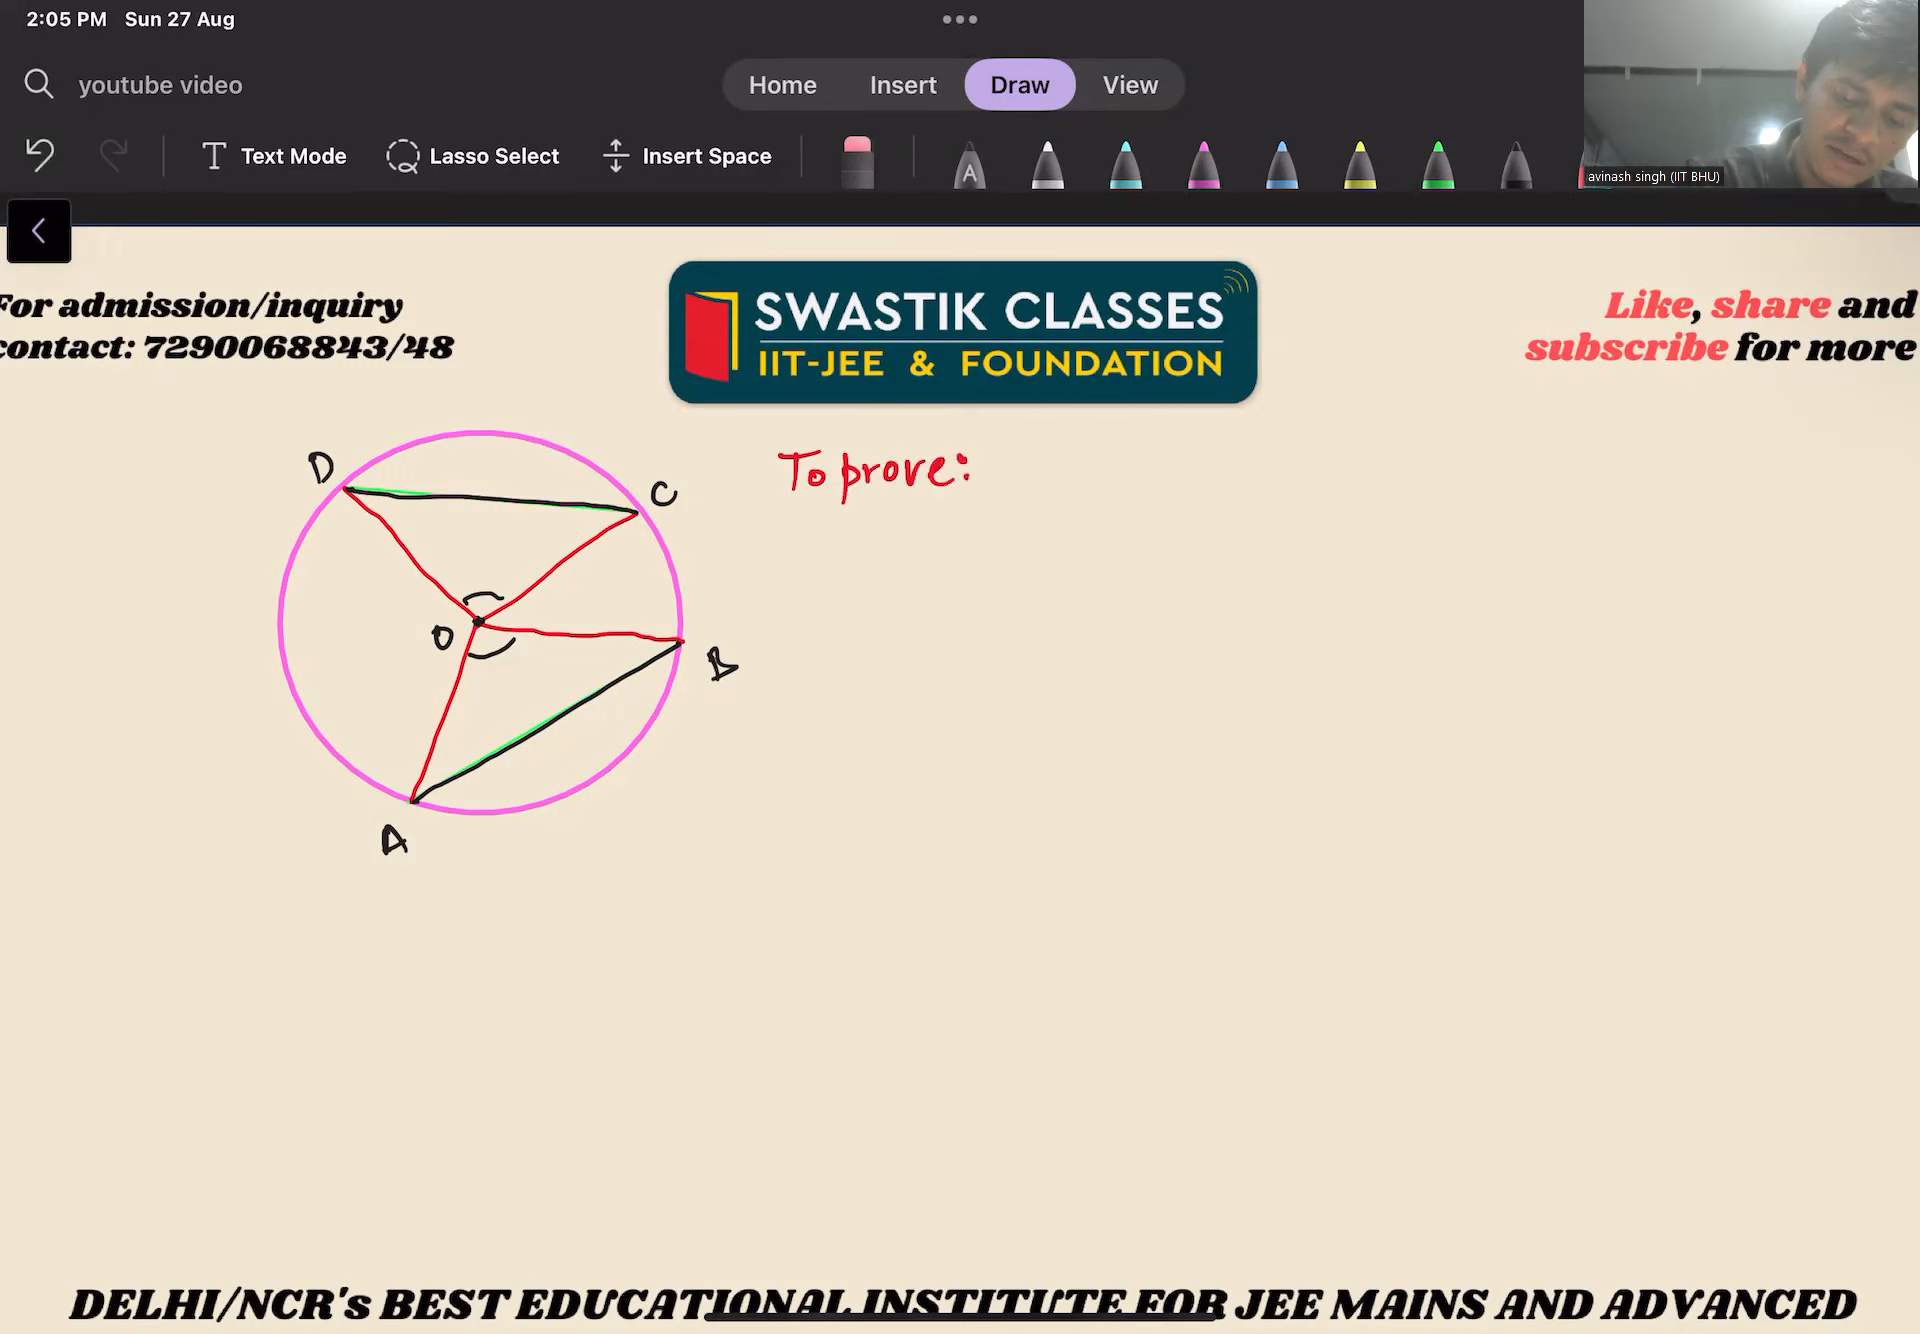 2:05 PM Sun 27 Aug
youtube video
Home Insert Draw View
Text Mode Lasso Select Insert Space
A
avinash singh (IIT BHU)
For admission/inquiry
contact: 7290068843/48
SWASTIK CLASSES
IIT-JEE & FOUNDATION
Like, share and
subscribe for more
To prove:
D
C
O
B
A
DELHI/NCR's BEST EDUCATIONAL INSTITUTE FOR JEE MAINS AND ADVANCED